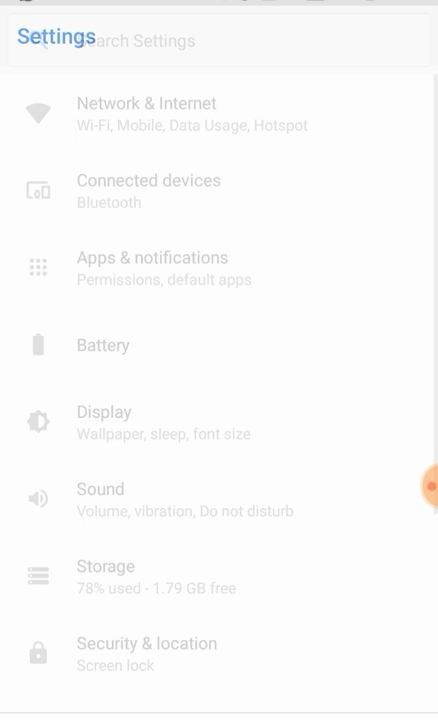 Settings
Search Settings
Network & Internet
Wi-Fi, Mobile, Data Usage, Hotspot
Connected devices
Bluetooth
Apps & notifications
Permissions, default apps
Battery
Display
Wallpaper, sleep, font size
Sound
Volume, vibration, Do not disturb
Storage
78% used - 1.79 GB free
Security & location
Screen lock